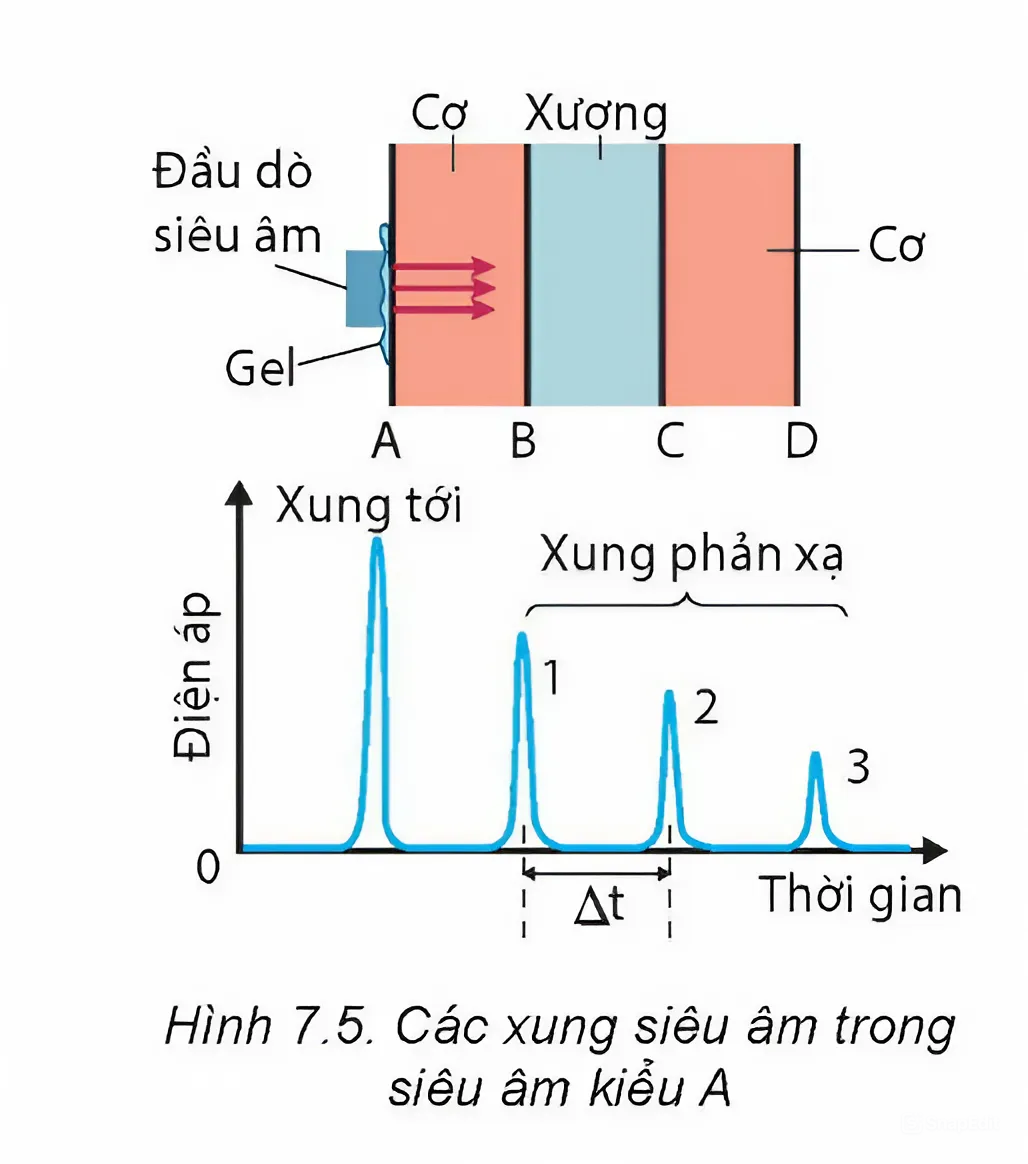 Cơ
Xương
Đầu dò
siêu âm
Cơ
Gel
A
B
C
D
Xung tới
Xung phản xạ
Điện áp
1
2
3
0
Δt
Thời gian
Hình 7.5. Các xung siêu âm trong
siêu âm kiểu A